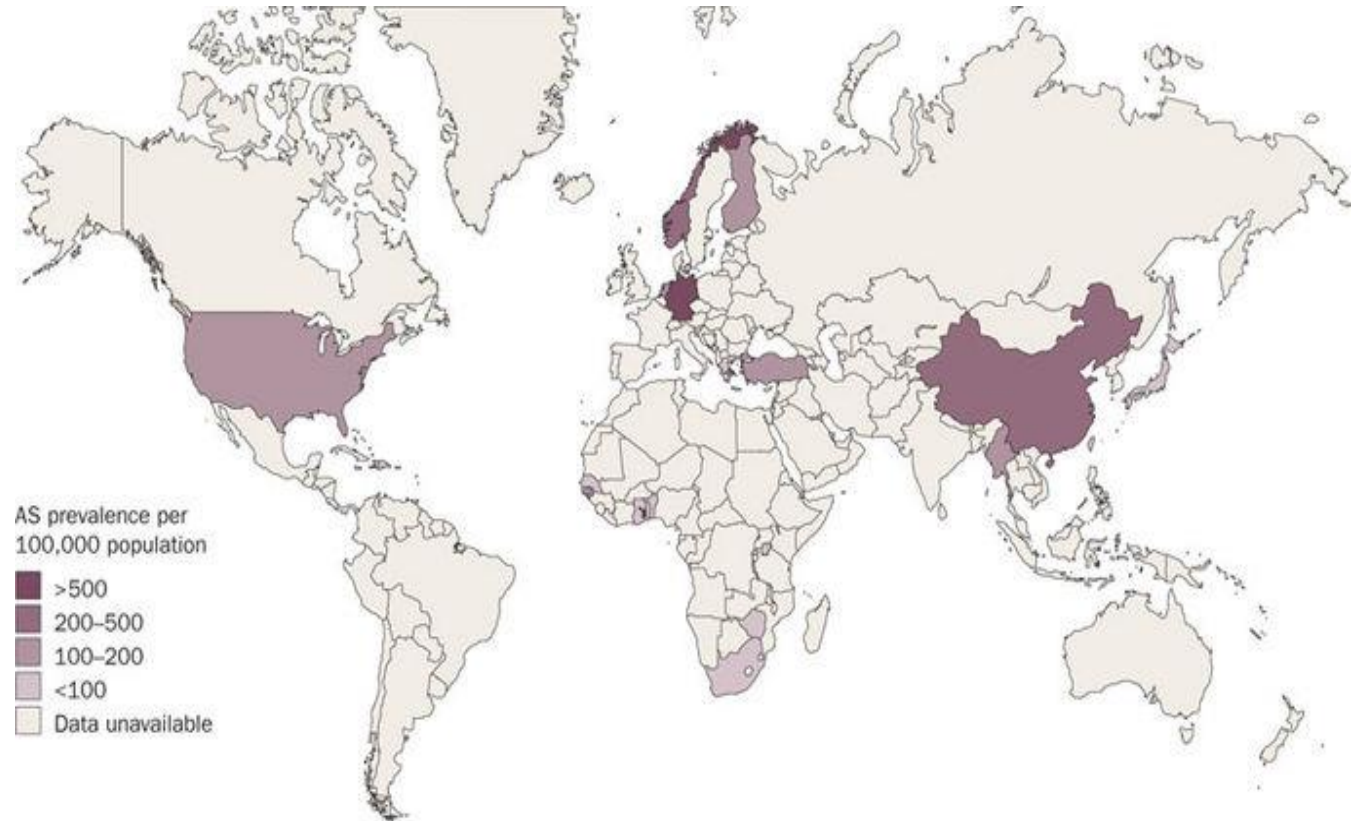 AS prevalence per
100,000 population
>500
200–500
100–200
<100
Data unavailable